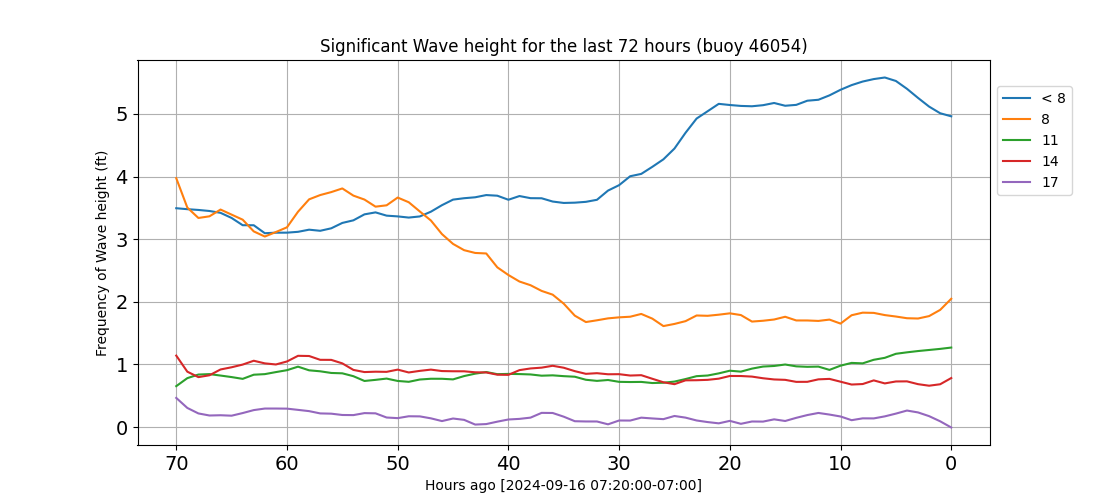 Significant Wave height for the last 72 hours (buoy 46054)
Frequency of Wave height (ft)
5
4
3
2
1
0
70 60 50 40 30 20 10 0
Hours ago [2024-09-16 07:20:00-07:00]
< 8
8
11
14
17